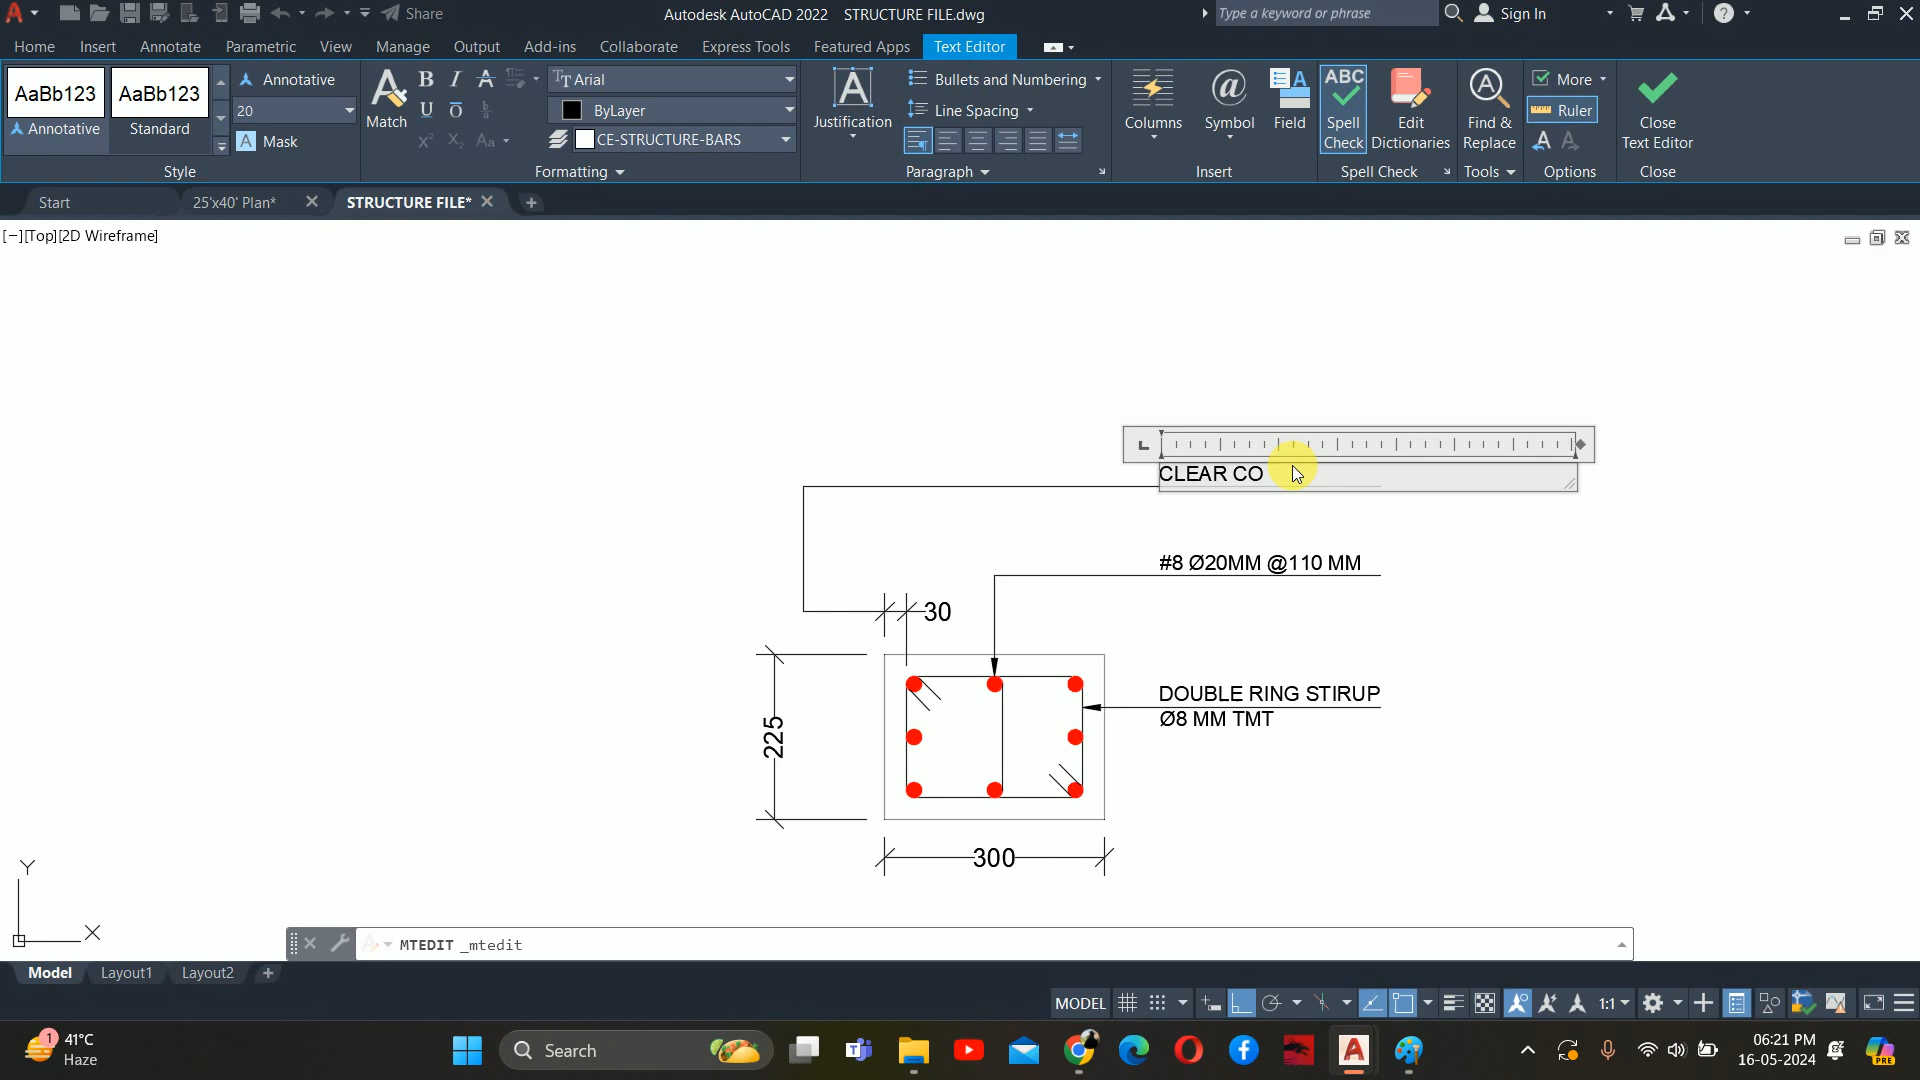 Share
Autodesk AutoCAD 2022 STRUCTURE FILE.dwg
Type a keyword or phrase
Sign In
Home Insert Annotate Parametric View Manage Output Add-ins Collaborate Express Tools Featured Apps Text Editor
AaBb123 AaBb123
Annotative Standard
Annotative
20
Mask
Style
Match
Arial
ByLayer
CE-STRUCTURE-BARS
Formatting
Justification
Bullets and Numbering
Line Spacing
Paragraph
Columns
Symbol
Field
Insert
ABC
Spell Check
Edit Dictionaries
Spell Check
Find & Replace
Tools
More
Ruler
Options
Close Text Editor
Close
Start 25'x40' Plan* STRUCTURE FILE*
[−][Top][2D Wireframe]
CLEAR CO
#8 Ø20MM @110 MM
30
DOUBLE RING STIRUP
Ø8 MM TMT
225
300
Y
X
MTEDIT _mtedit
Model Layout1 Layout2
MODEL 1:1
1
41°C
Haze
Search
06:21 PM
16-05-2024
PRE